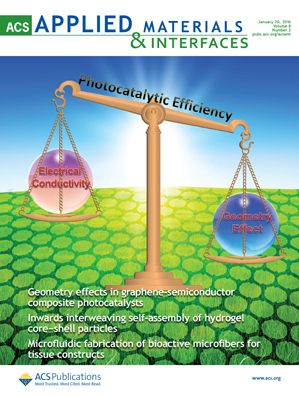 ACS APPLIED MATERIALS
& INTERFACES
January 20, 2016
Volume 8
Number 2
pubs.acs.org/acsami
Photocatalytic Efficiency
Electrical
Conductivity
Geometry
Effect
Geometry effects in graphene-semiconductor
composite photocatalysts
Inwards interweaving self-assembly of hydrogel
core–shell particles
Microfluidic fabrication of bioactive microfibers for
tissue constructs
ACS Publications
Most Trusted. Most Cited. Most Read.
www.acs.org